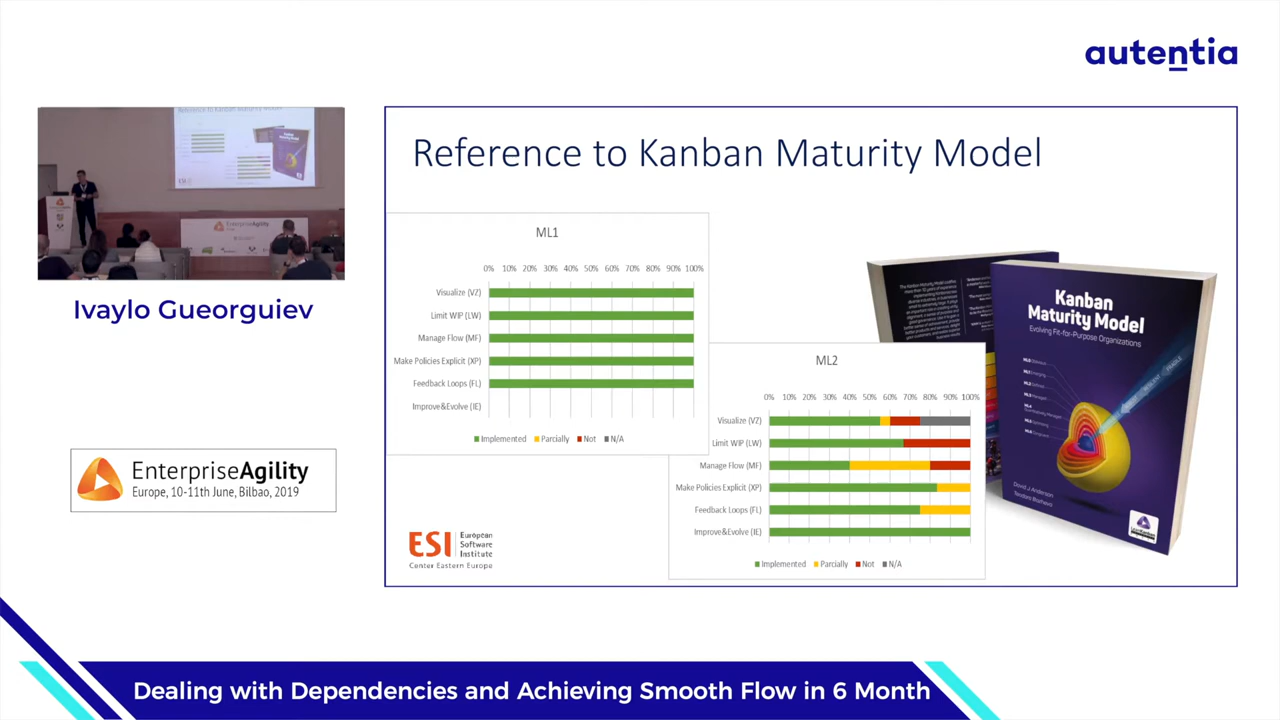 autentia
Reference to Kanban Maturity Model
Ivaylo Gueorguiev
EnterpriseAgility
Europe, 10-11th June, Bilbao, 2019
ML1
0% 10% 20% 30% 40% 50% 60% 70% 80% 90% 100%
Visualize (VZ)
Limit WIP (LW)
Manage Flow (MF)
Make Policies Explicit (XP)
Feedback Loops (FL)
Improve&Evolve (IE)
Implemented Parcially Not N/A
ML2
0% 10% 20% 30% 40% 50% 60% 70% 80% 90% 100%
Visualize (VZ)
Limit WIP (LW)
Manage Flow (MF)
Make Policies Explicit (XP)
Feedback Loops (FL)
Improve&Evolve (IE)
Implemented Parcially Not N/A
Kanban
Maturity Model
Evolving Fit-for-Purpose Organizations
David J Anderson
ESI European
Software
Institute
Center Eastern Europe
Dealing with Dependencies and Achieving Smooth Flow in 6 Month